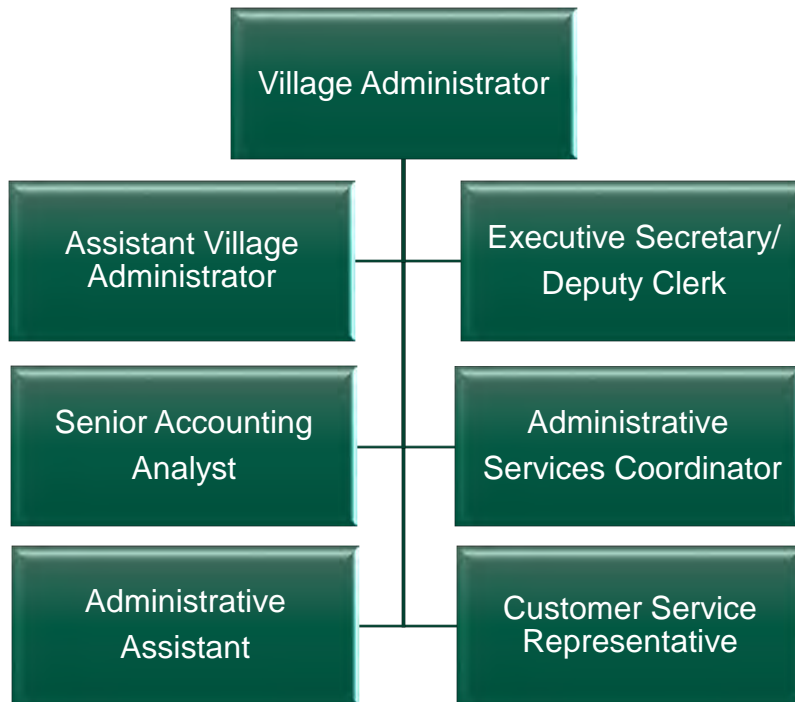 Village Administrator
Assistant Village
Administrator
Executive Secretary/
Deputy Clerk
Senior Accounting
Analyst
Administrative
Services Coordinator
Administrative
Assistant
Customer Service
Representative